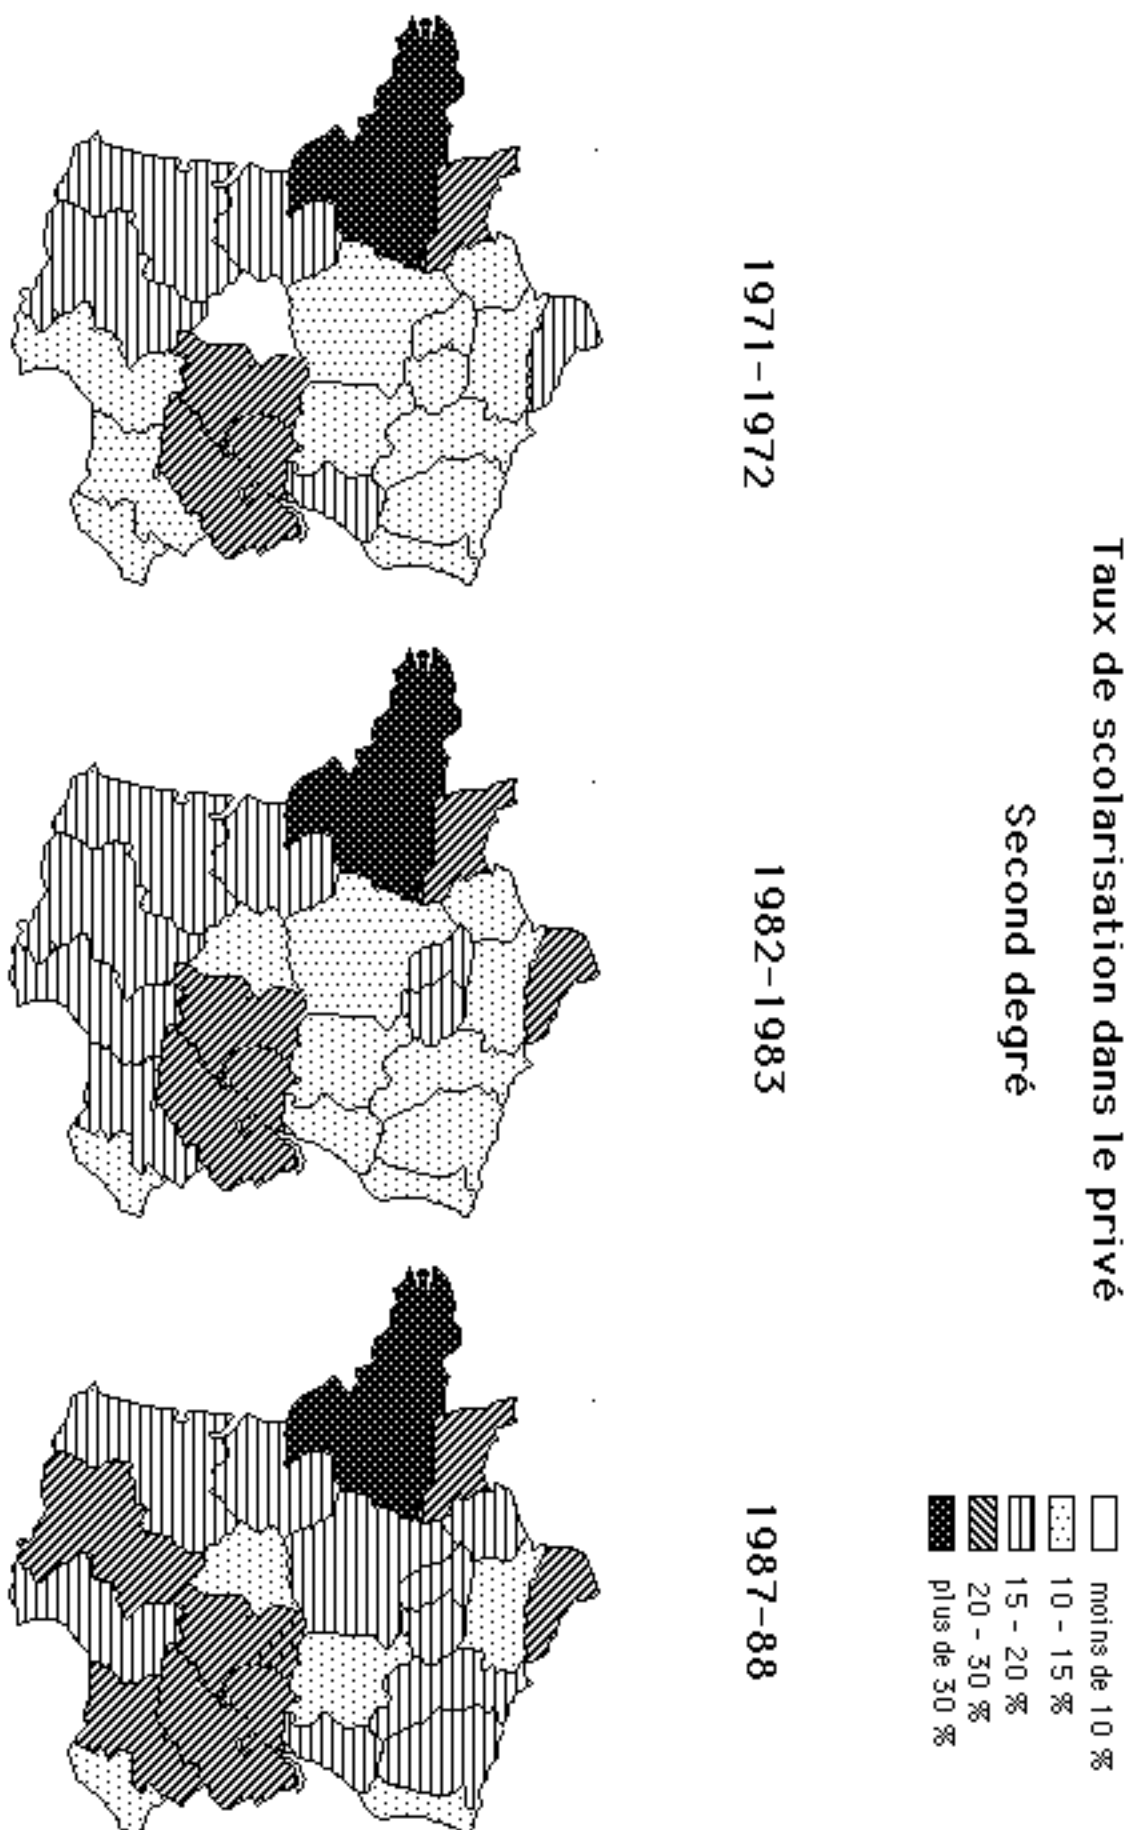 Taux de scolarisation dans le privé
Second degré
1971-1972
1982-1983
1987-88
moins de 10 %
10 - 15 %
15 - 20 %
20 - 30 %
plus de 30 %